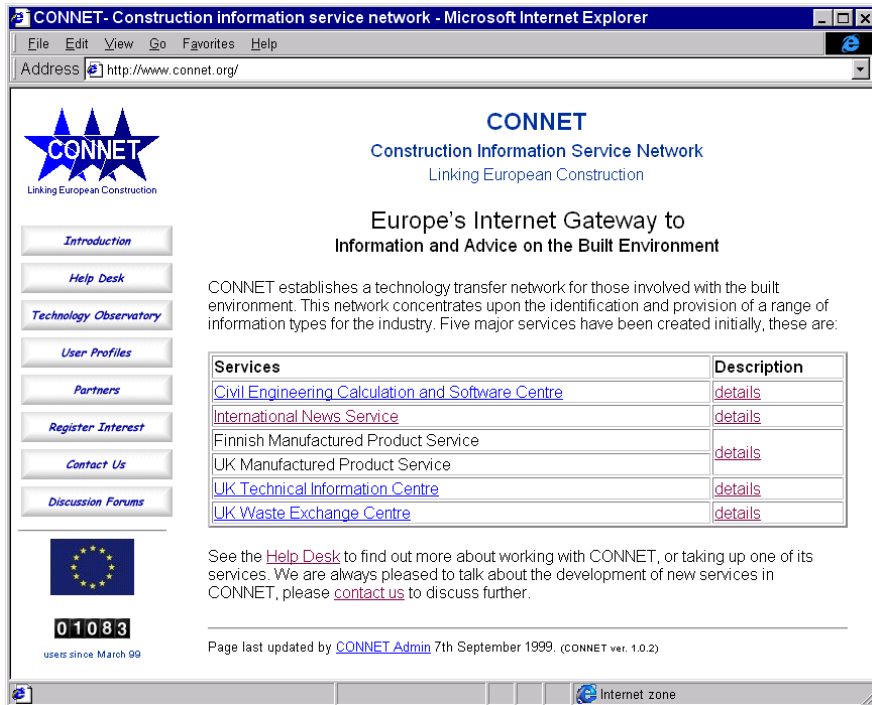 CONNET- Construction information service network - Microsoft Internet Explorer
File Edit View Go Favorites Help
Address http://www.connet.org/
CONNET
Linking European Construction
Introduction
Help Desk
Technology Observatory
User Profiles
Partners
Register Interest
Contact Us
Discussion Forums
01083
users since March 99
CONNET
Construction Information Service Network
Linking European Construction
Europe's Internet Gateway to
Information and Advice on the Built Environment
CONNET establishes a technology transfer network for those involved with the built
environment. This network concentrates upon the identification and provision of a range of
information types for the industry. Five major services have been created initially, these are:
Services Description
Civil Engineering Calculation and Software Centre details
International News Service details
Finnish Manufactured Product Service
details
UK Manufactured Product Service
UK Technical Information Centre details
UK Waste Exchange Centre details
See the Help Desk to find out more about working with CONNET, or taking up one of its
services. We are always pleased to talk about the development of new services in
CONNET, please contact us to discuss further.
Page last updated by CONNET Admin 7th September 1999. (CONNET ver. 1.0.2)
Internet zone